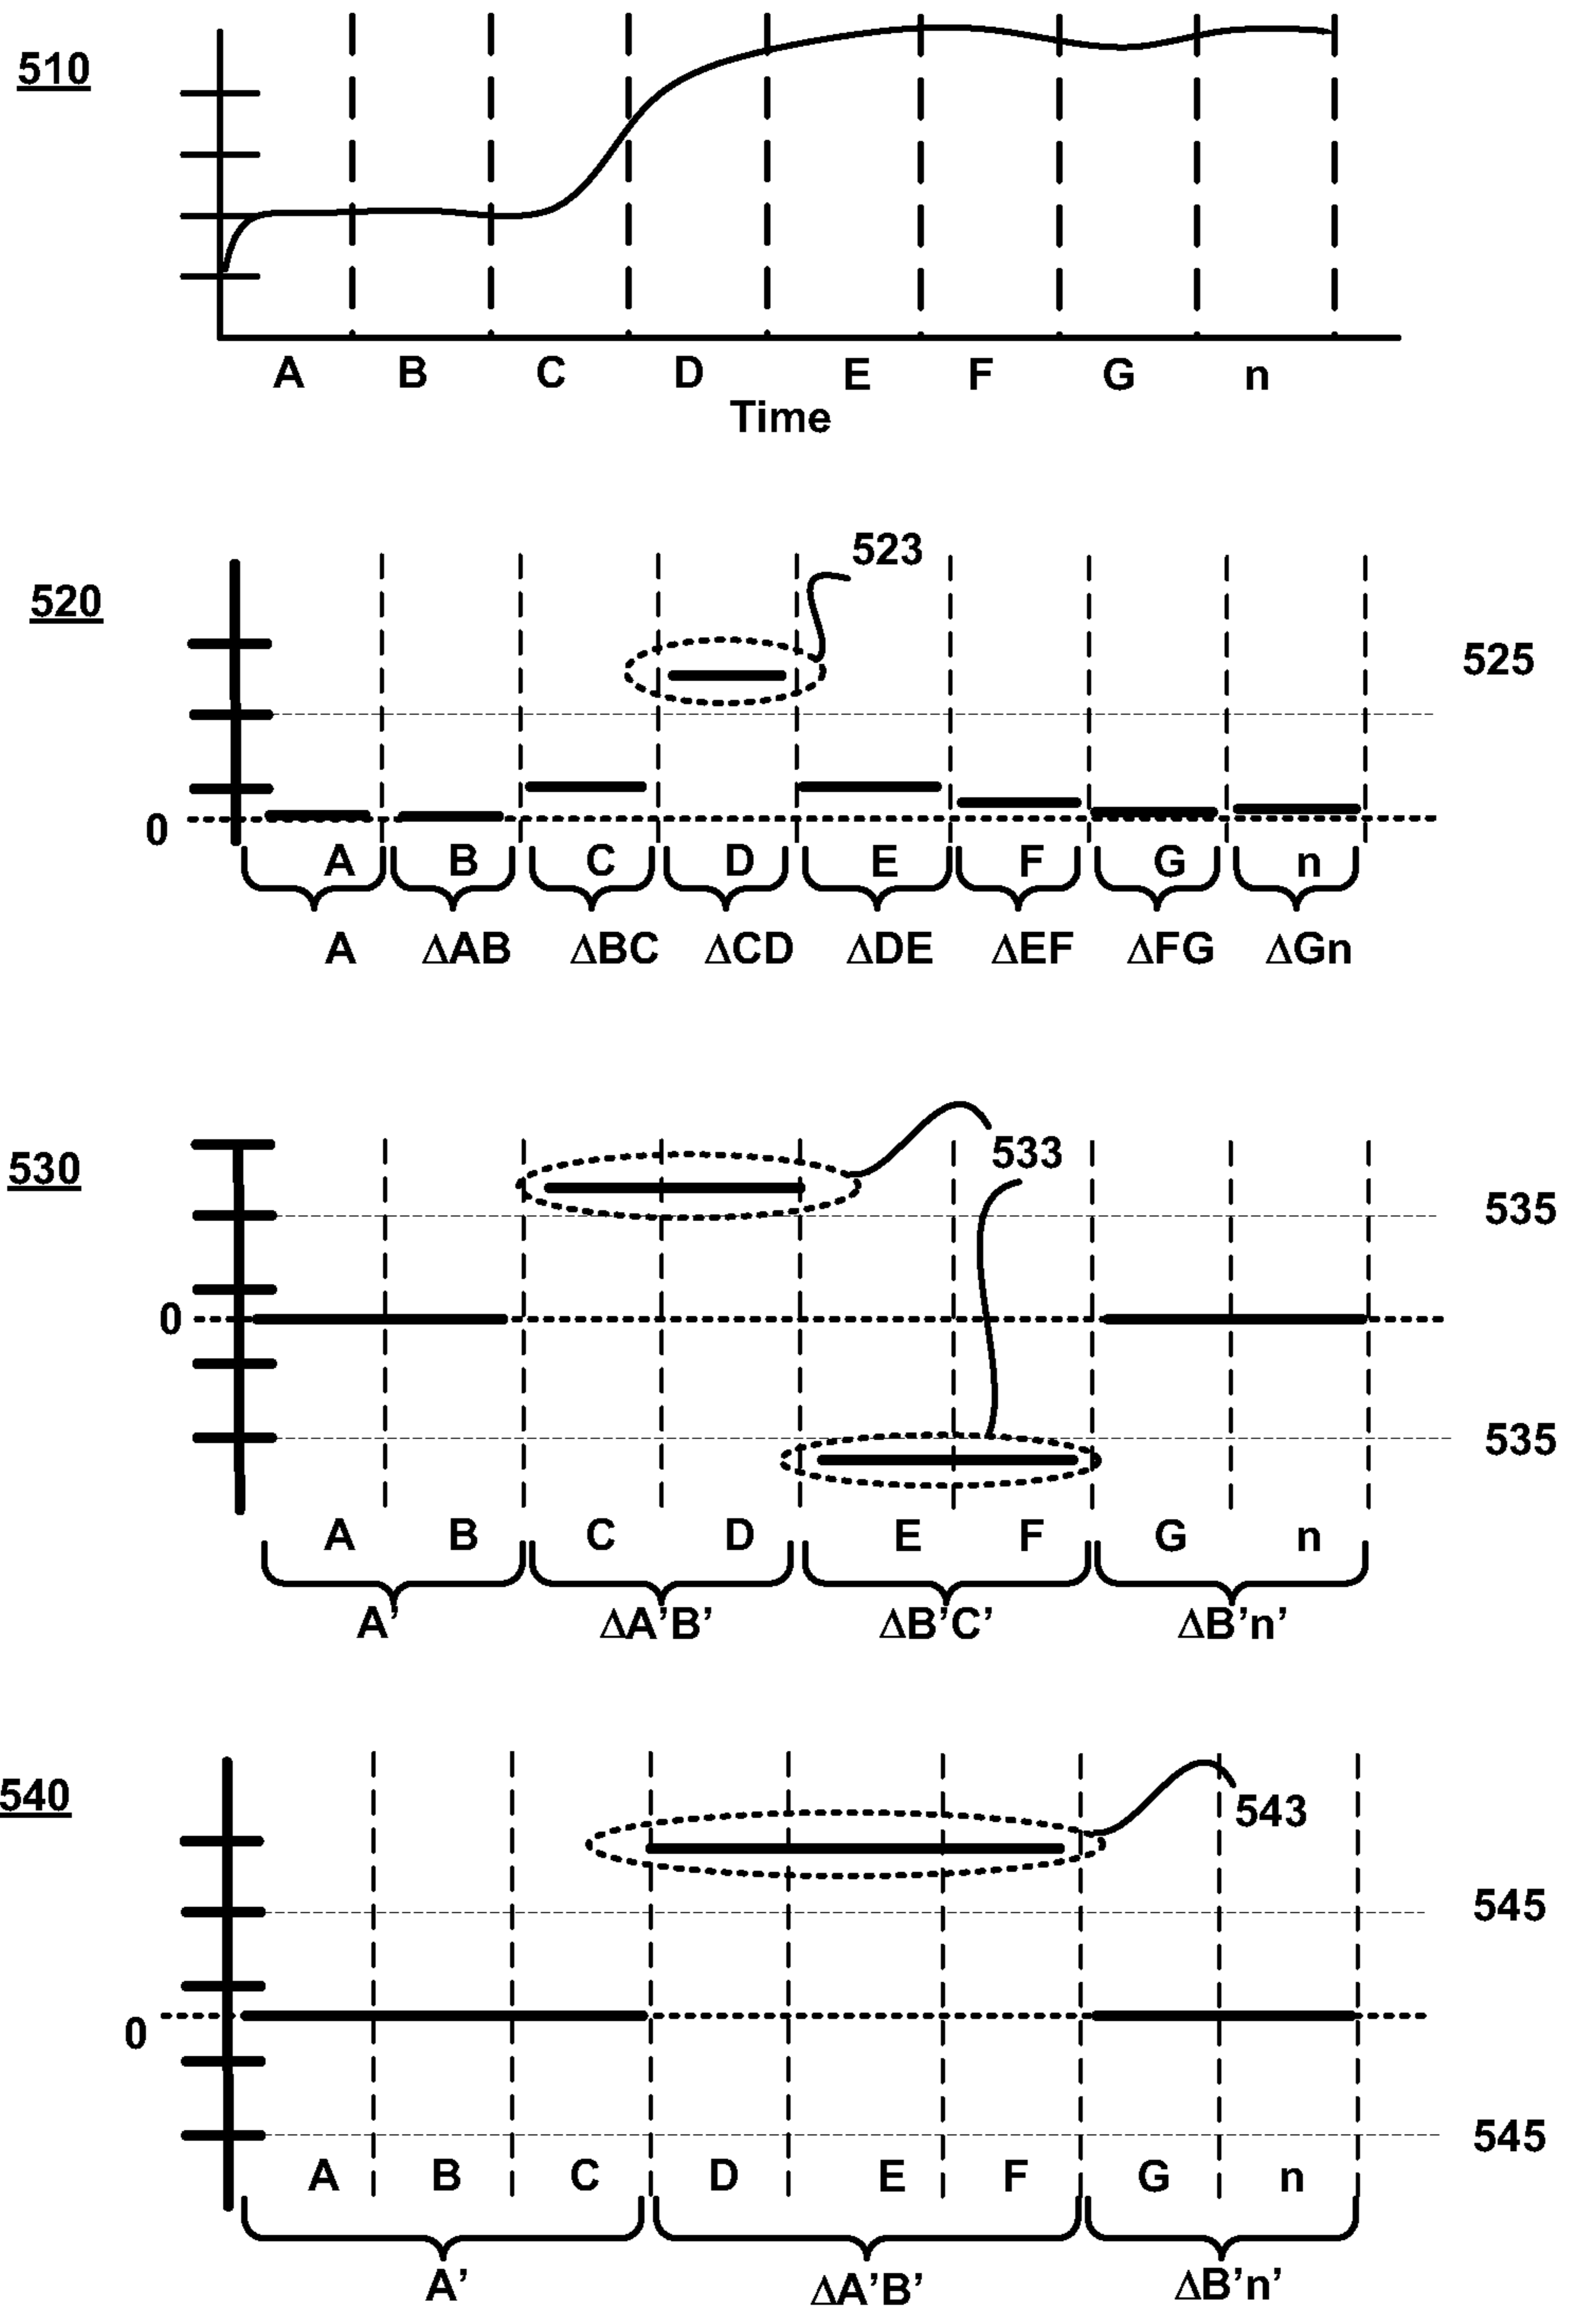 510
A B C D E F G n
Time
523
520
525
0
A B C D E F G n
A ΔAB ΔBC ΔCD ΔDE ΔEF ΔFG ΔGn
533
530
535
0
535
A B C D E F G n
A’ ΔA’B’ ΔB’C’ ΔB’n’
540
543
545
0
545
A B C D E F G n
A’ ΔA’B’ ΔB’n’